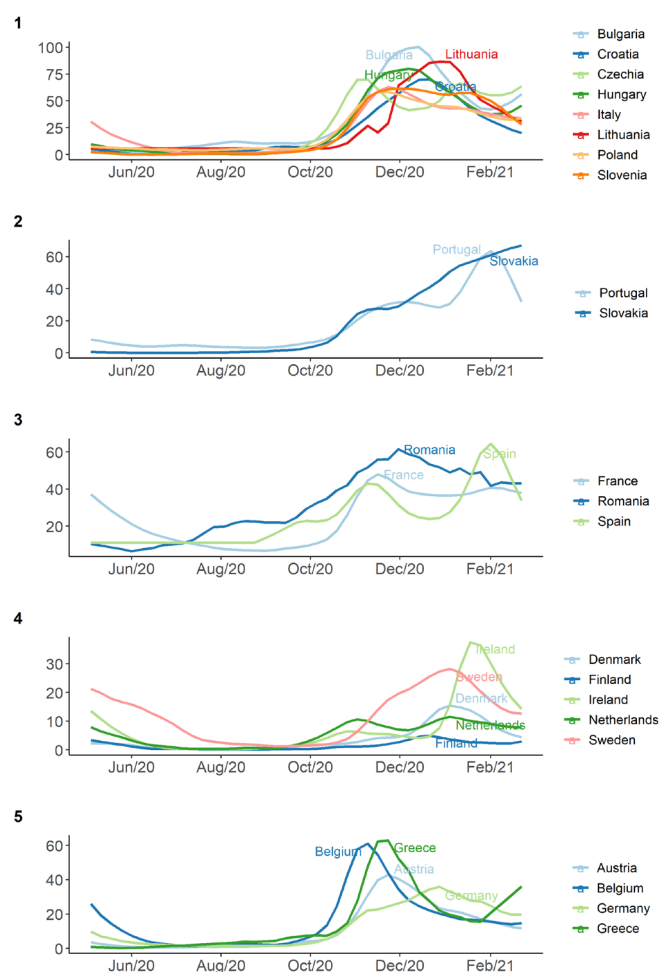 1
100
75
50
25
0
Bulgaria
Lithuania
Hungary
Croatia
Jun/20 Aug/20 Oct/20 Dec/20 Feb/21
Bulgaria
Croatia
Czechia
Hungary
Italy
Lithuania
Poland
Slovenia
2
60
40
20
0
Portugal
Slovakia
Jun/20 Aug/20 Oct/20 Dec/20 Feb/21
Portugal
Slovakia
3
60
40
20
Romania
Spain
France
Jun/20 Aug/20 Oct/20 Dec/20 Feb/21
France
Romania
Spain
4
30
20
10
0
Ireland
Sweden
Denmark
Netherlands
Finland
Jun/20 Aug/20 Oct/20 Dec/20 Feb/21
Denmark
Finland
Ireland
Netherlands
Sweden
5
60
40
20
0
Belgium
Greece
Austria
Germany
Jun/20 Aug/20 Oct/20 Dec/20 Feb/21
Austria
Belgium
Germany
Greece